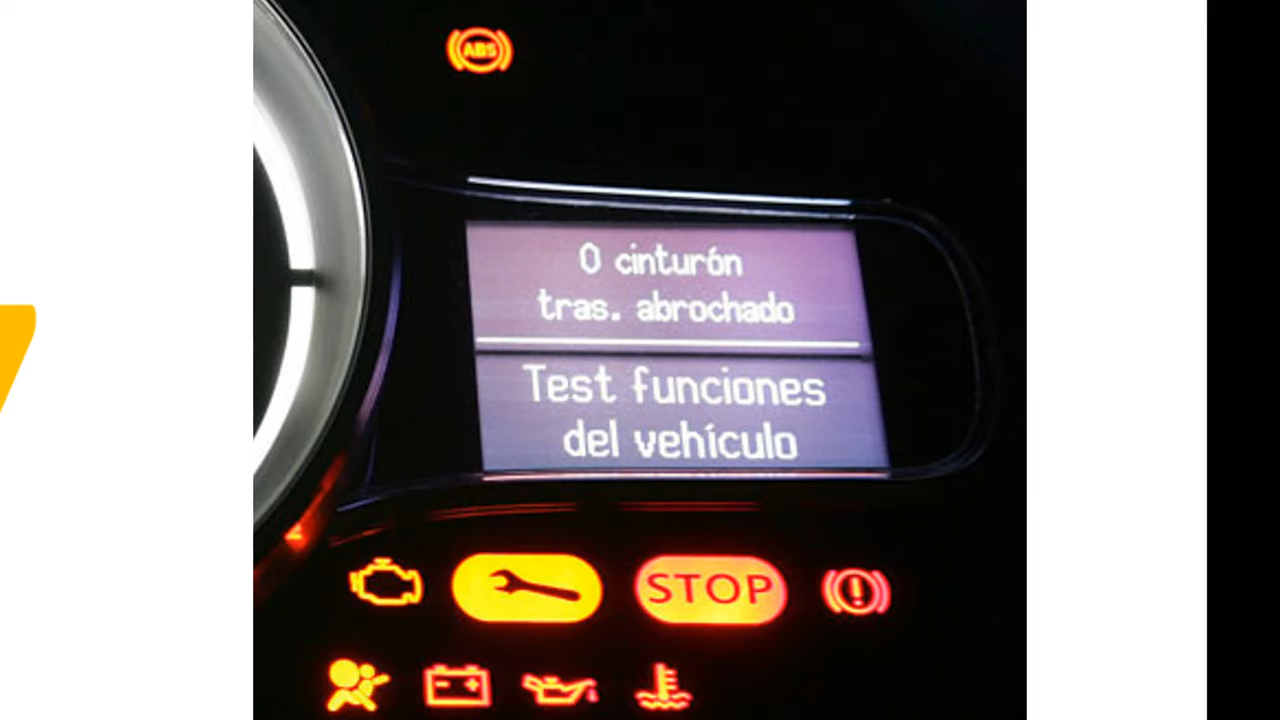 ABS
0 cinturón
tras. abrochado
Test funciones
del vehículo
STOP